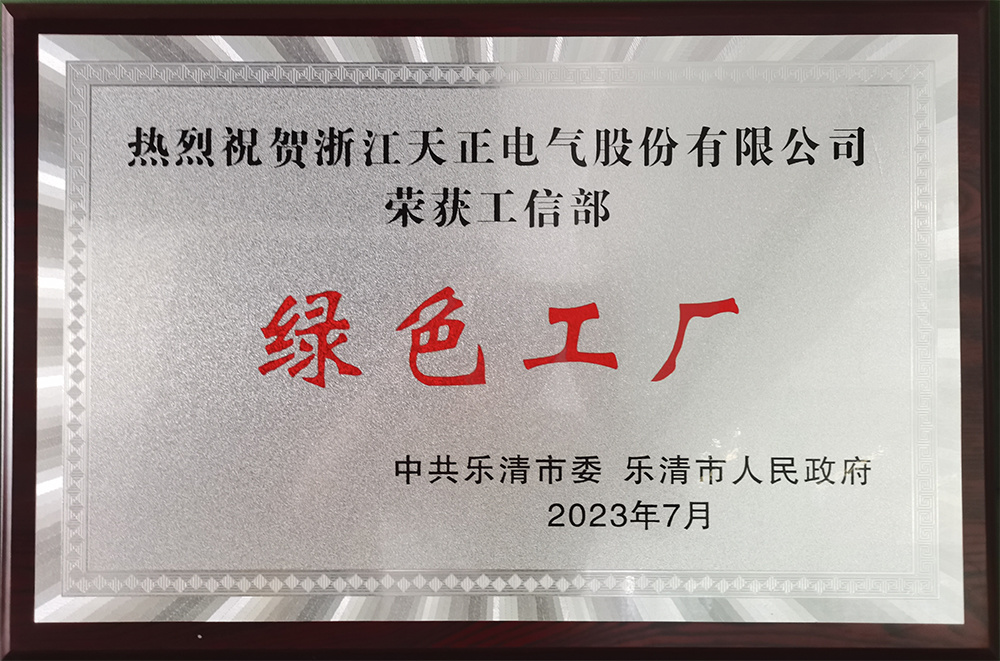 热烈祝贺浙江天正电气股份有限公司
荣获工信部
绿色工厂
中共乐清市委 乐清市人民政府
2023年7月